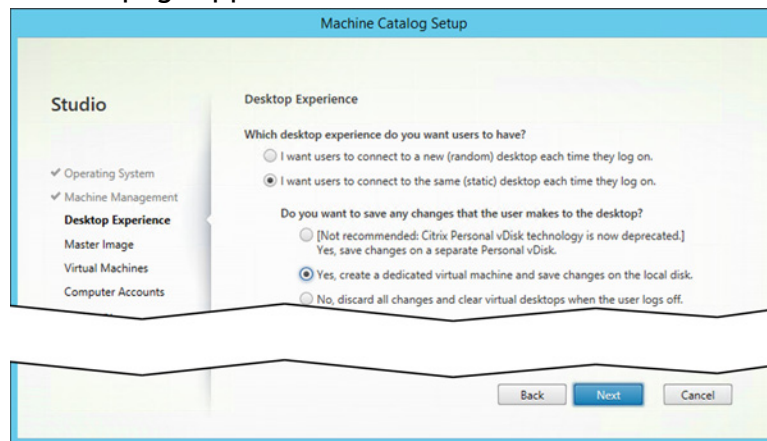 Machine Catalog Setup
Studio
✔ Operating System
✔ Machine Management
Desktop Experience
Master Image
Virtual Machines
Computer Accounts
Desktop Experience
Which desktop experience do you want users to have?
I want users to connect to a new (random) desktop each time they log on.
I want users to connect to the same (static) desktop each time they log on.
Do you want to save any changes that the user makes to the desktop?
[Not recommended: Citrix Personal vDisk technology is now deprecated.]
Yes, save changes on a separate Personal vDisk.
Yes, create a dedicated virtual machine and save changes on the local disk.
No, discard all changes and clear virtual desktops when the user logs off.
Back Next Cancel